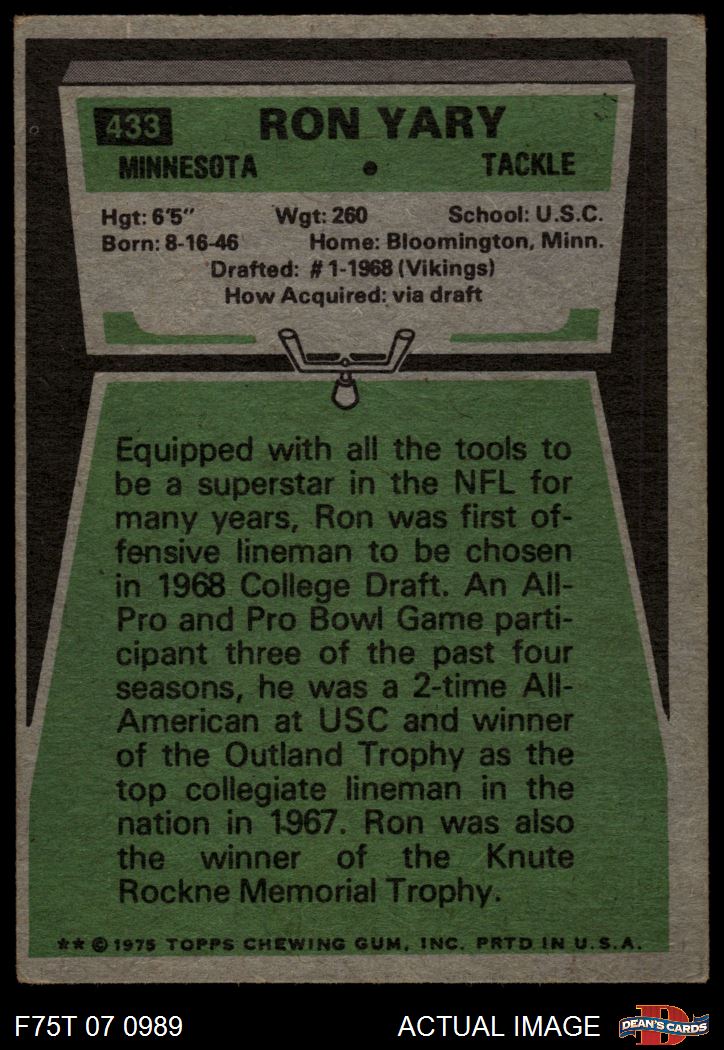 433 RON YARY
MINNESOTA • TACKLE
Hgt: 6'5" Wgt: 260 School: U.S.C.
Born: 8-16-46 Home: Bloomington, Minn.
Drafted: #1-1968 (Vikings)
How Acquired: via draft
Equipped with all the tools to
be a superstar in the NFL for
many years, Ron was first of-
fensive lineman to be chosen
in 1968 College Draft. An All-
Pro and Pro Bowl Game parti-
cipant three of the past four
seasons, he was a 2-time All-
American at USC and winner
of the Outland Trophy as the
top collegiate lineman in the
nation in 1967. Ron was also
the winner of the Knute
Rockne Memorial Trophy.
** © 1975 TOPPS CHEWING GUM, INC. PRTD IN U.S.A.
F75T 07 0989 ACTUAL IMAGE D DEAN'S CARDS